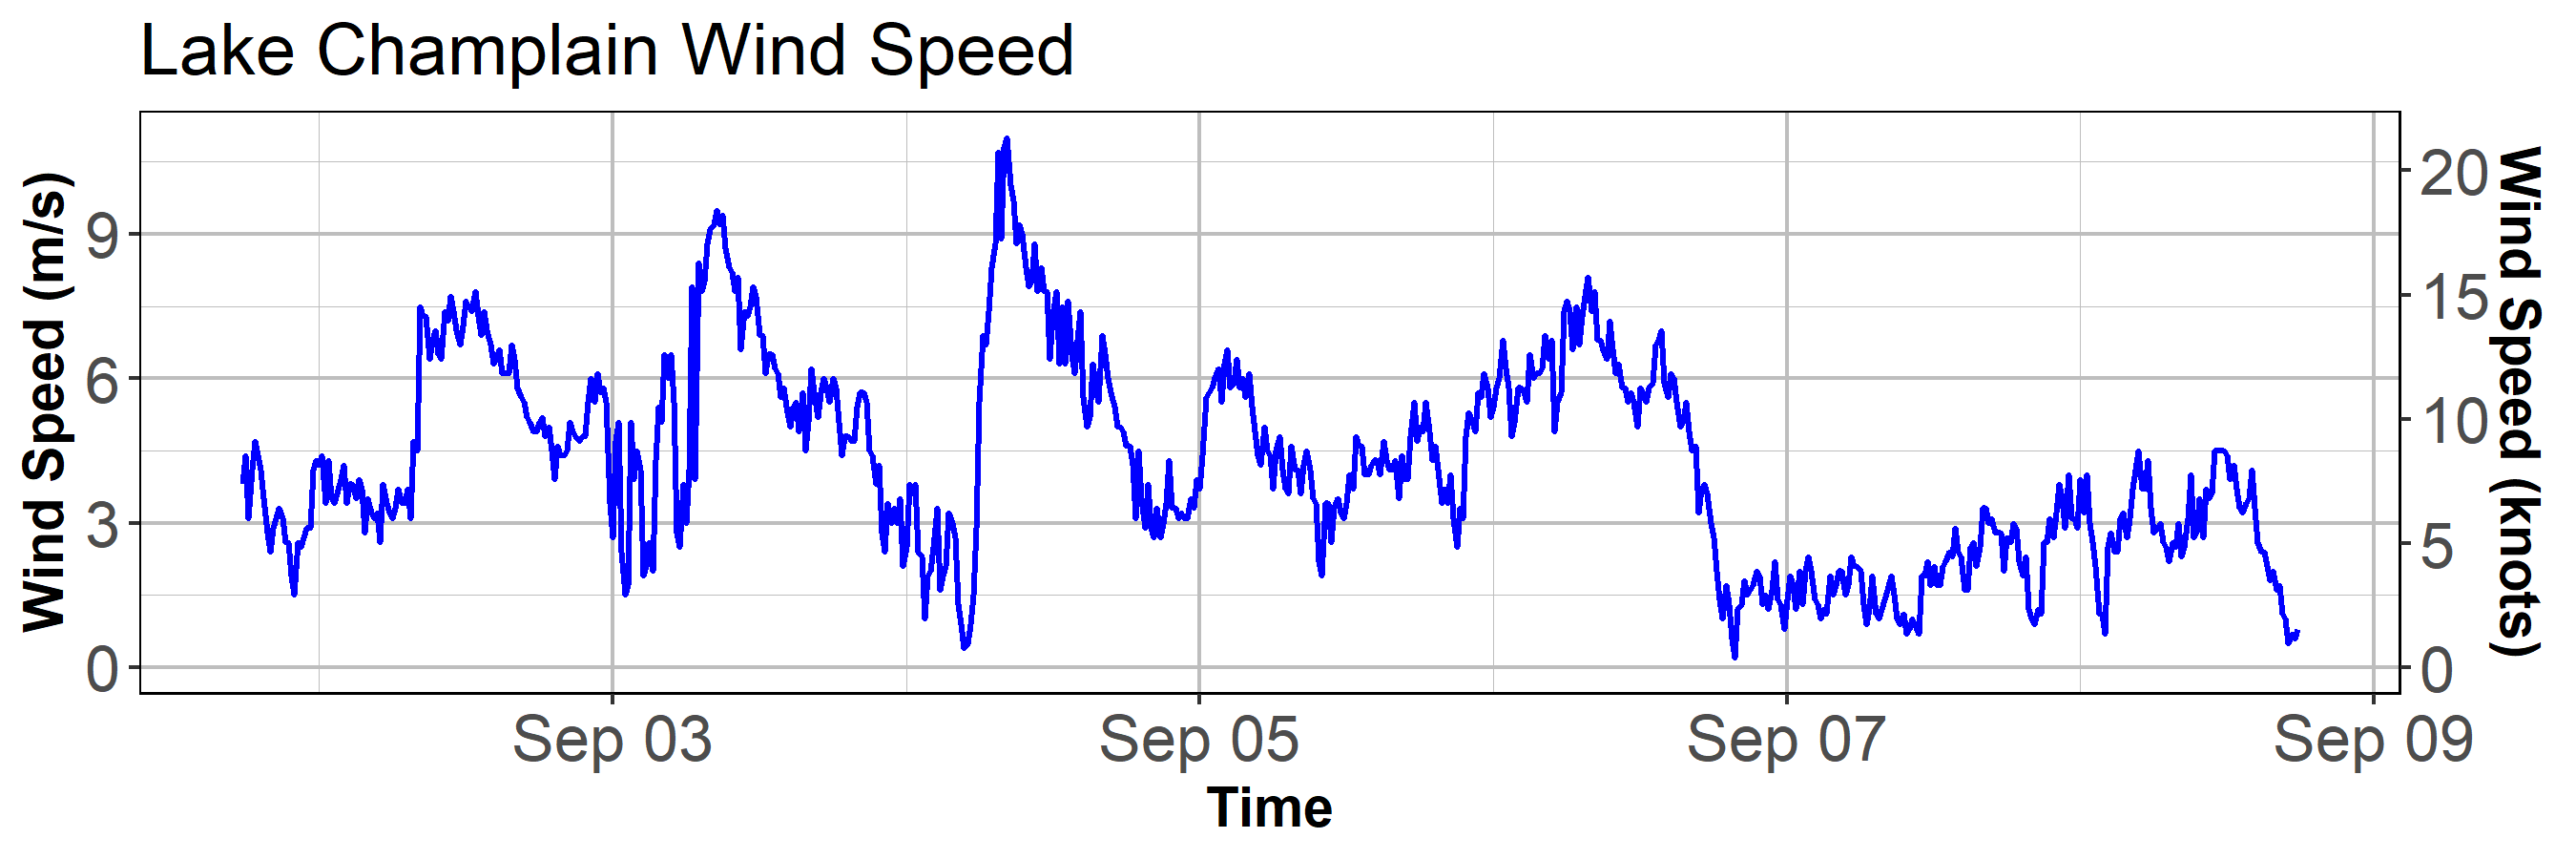 Lake Champlain Wind Speed
Wind Speed (m/s)
9
6
3
0
20
15
10
5
0
Wind Speed (knots)
Sep 03
Sep 05
Sep 07
Sep 09
Time